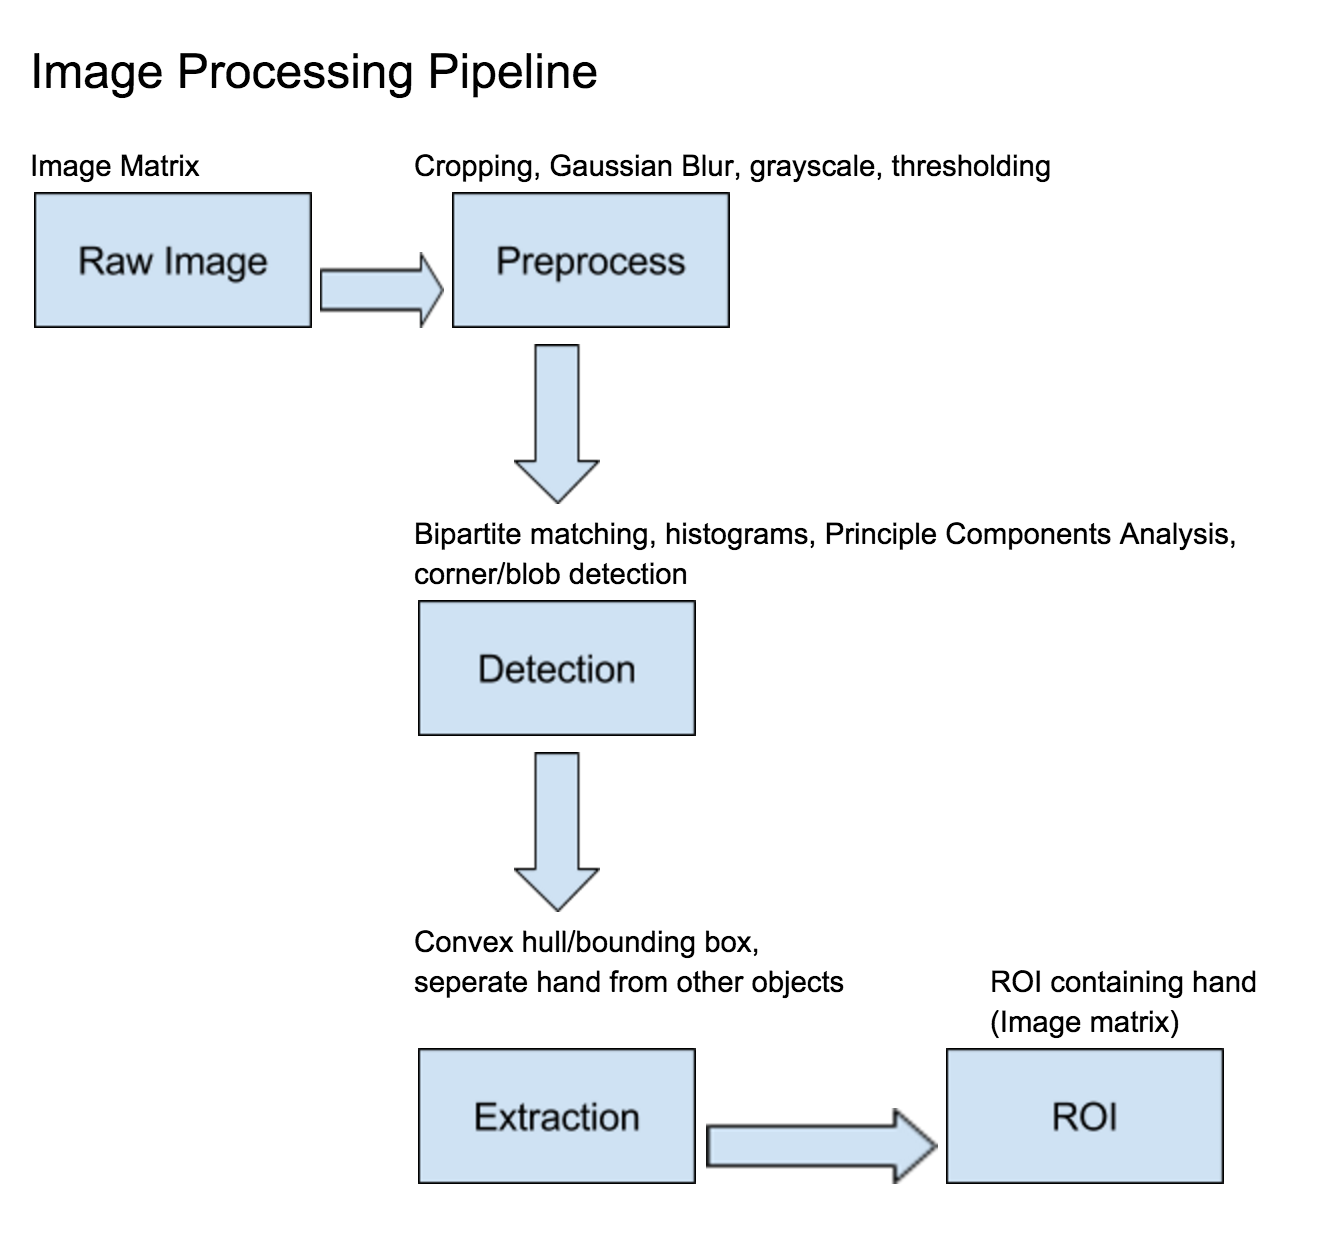 Image Processing Pipeline
Image Matrix
Raw Image
Cropping, Gaussian Blur, grayscale, thresholding
Preprocess
Bipartite matching, histograms, Principle Components Analysis,
corner/blob detection
Detection
Convex hull/bounding box,
seperate hand from other objects
Extraction
ROI containing hand
(Image matrix)
ROI